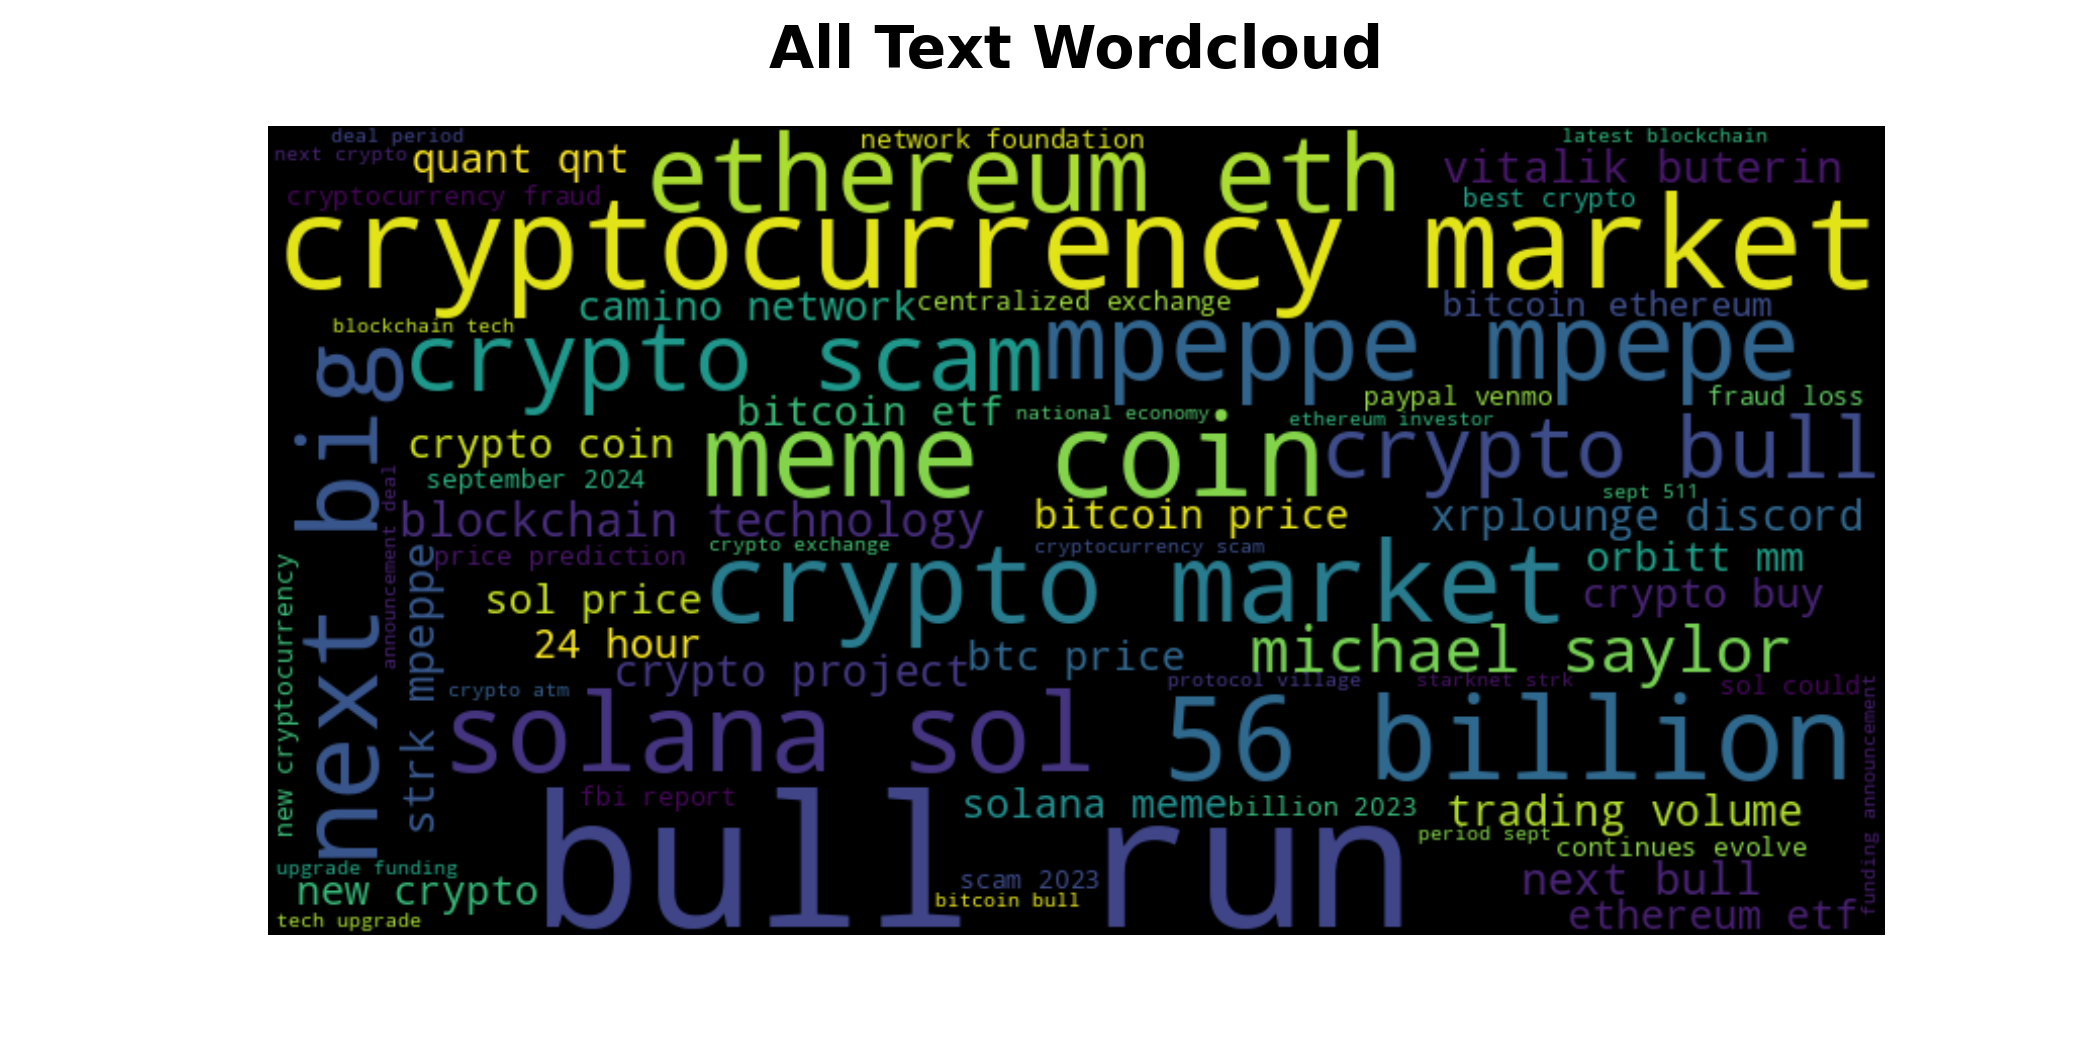 All Text Wordcloud
deal period
network foundation
latest blockchain
next crypto
quant qnt
ethereum eth
vitalik buterin
cryptocurrency fraud
best crypto
cryptocurrency market
camino network
centralized exchange
bitcoin ethereum
blockchain tech
crypto scam
mpeppe mpepe
next big
paypal venmo
fraud loss
bitcoin etf
national economy
ethereum investor
crypto coin
meme coin
crypto bull
september 2024
announcement deal
sept 511
blockchain technology
bitcoin price
xrplounge discord
crypto exchange
cryptocurrency scam
price prediction
orbitt mm
crypto market
new cryptocurrency
strk mpeppe
sol price
crypto buy
24 hour
michael saylor
crypto project
btc price
protocol village
starknet strk
sol could
crypto atm
solana sol
56 billion
funding announcement
fbi report
solana meme
billion 2023
trading volume
bull run
period sept
continues evolve
upgrade funding
new crypto
scam 2023
next bull
bitcoin bull
tech upgrade
ethereum etf